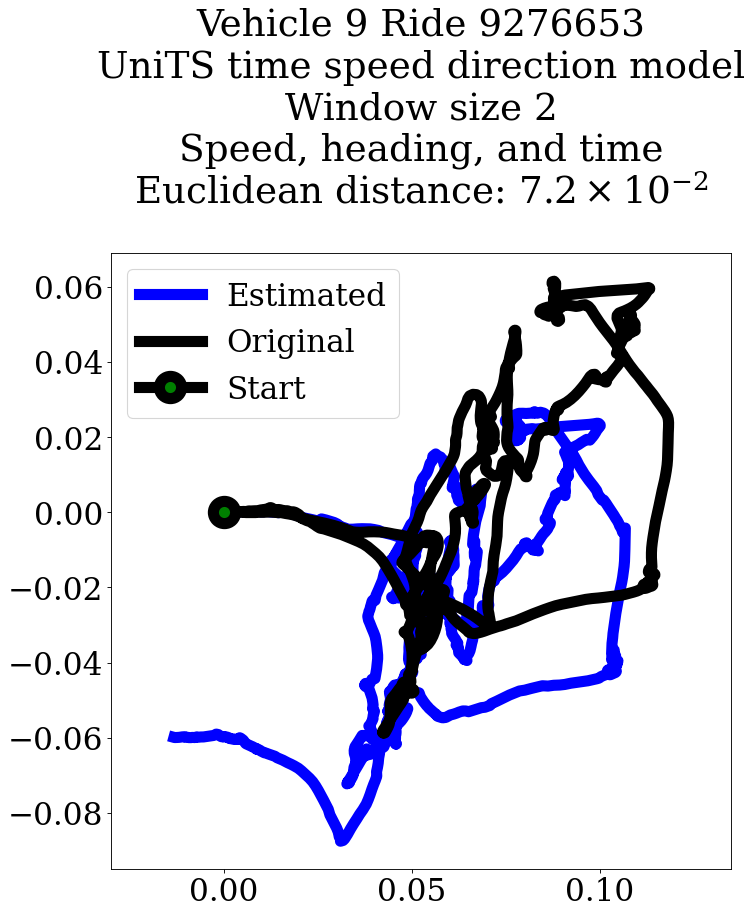 Vehicle 9 Ride 9276653
UniTS time speed direction model
Window size 2
Speed, heading, and time
Euclidean distance: 7.2 × 10⁻²
Estimated
Original
Start
0.06
0.04
0.02
0.00
−0.02
−0.04
−0.06
−0.08
0.00 0.05 0.10